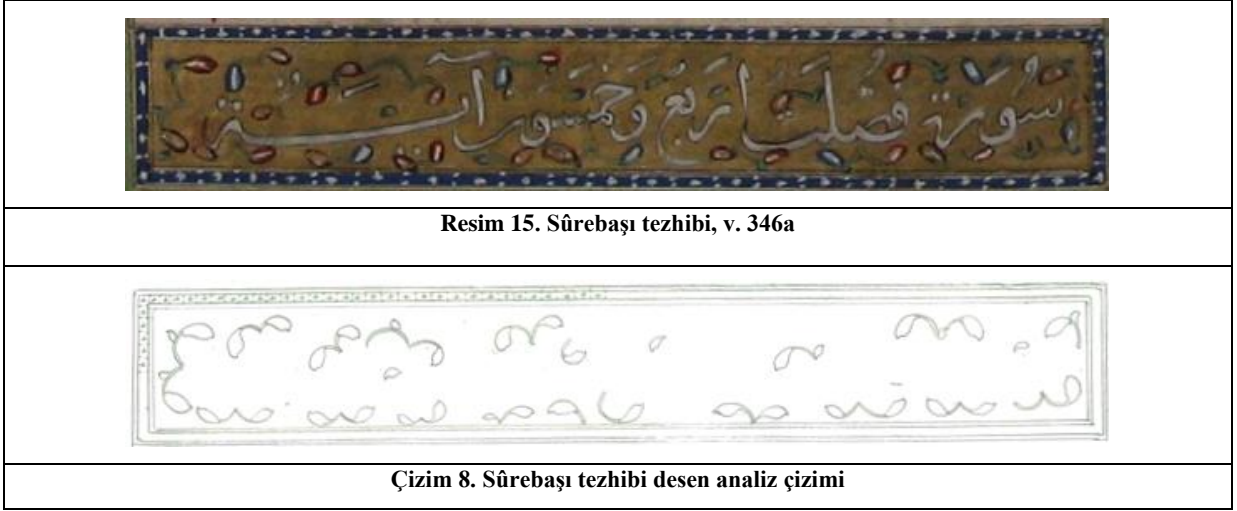 سورة فصلت اربع وخمسون آية
Resim 15. Sûrebaşı tezhibi, v. 346a
Çizim 8. Sûrebaşı tezhibi desen analiz çizimi